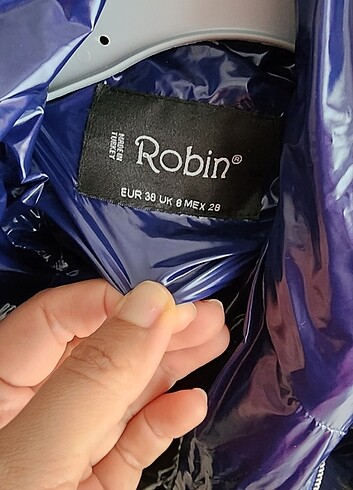 MADE IN
TURKEY
Robin®
EUR 38 UK 8 MEX 28